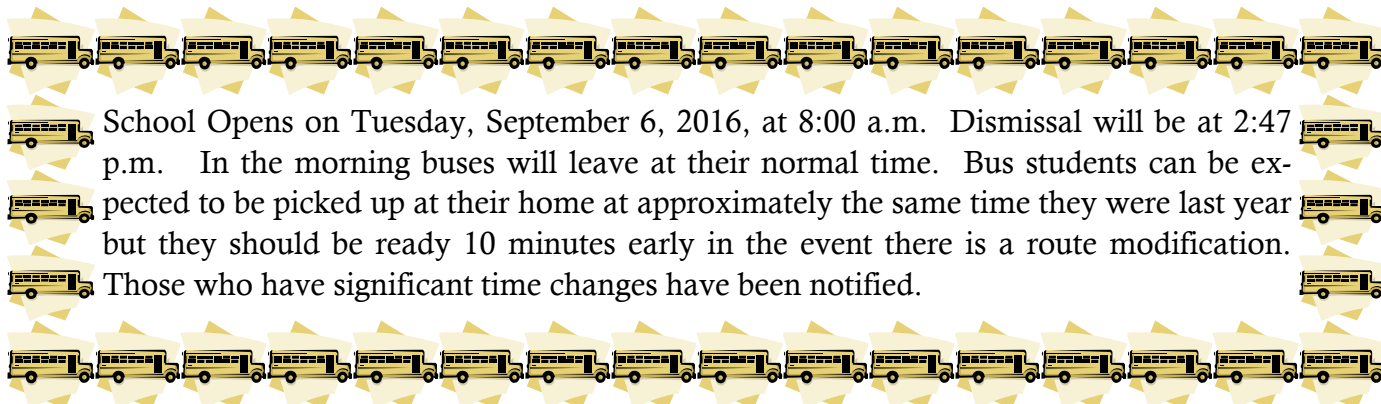 School Opens on Tuesday, September 6, 2016, at 8:00 a.m.  Dismissal will be at 2:47
p.m.  In the morning buses will leave at their normal time.  Bus students can be ex-
pected to be picked up at their home at approximately the same time they were last year
but they should be ready 10 minutes early in the event there is a route modification.
Those who have significant time changes have been notified.